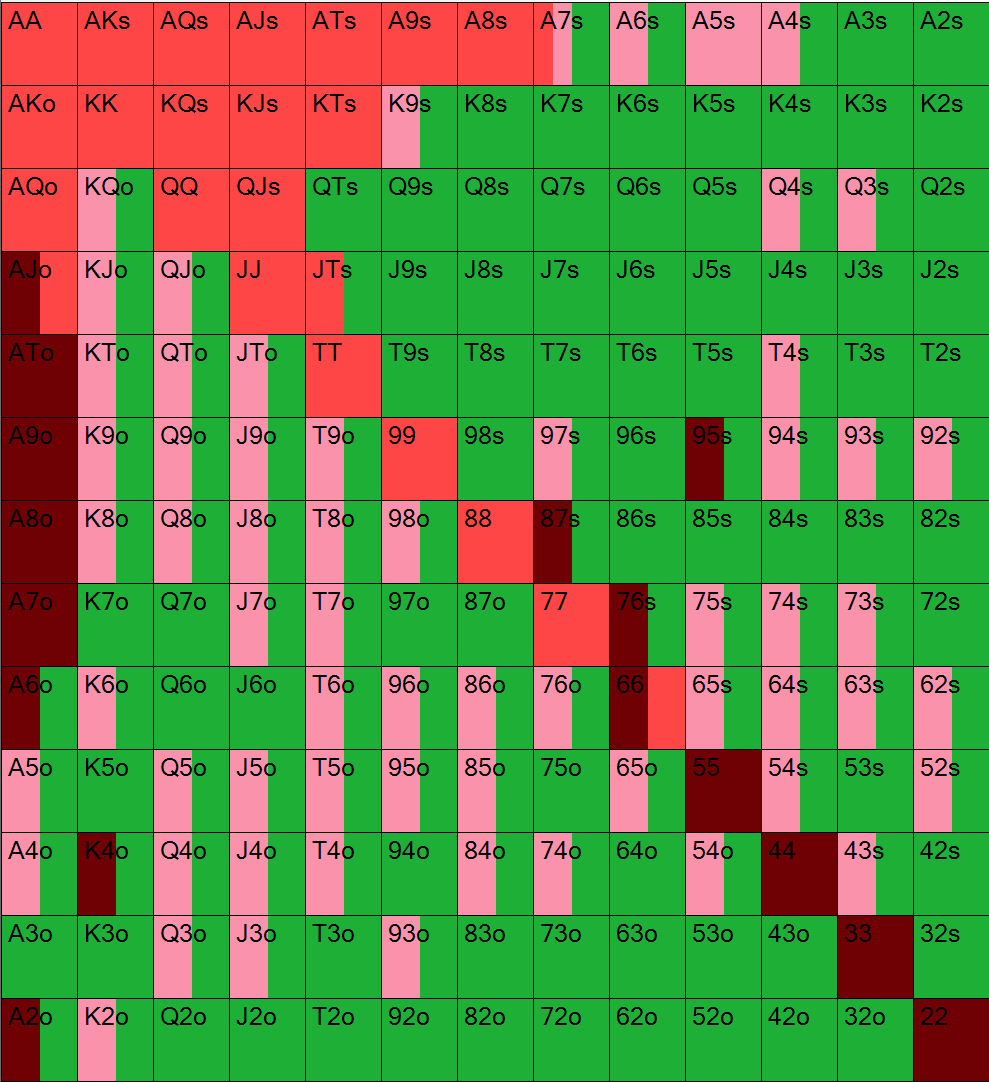 AA AKs AQs AJs ATs A9s A8s A7s A6s A5s A4s A3s A2s
AKo KK KQs KJs KTs K9s K8s K7s K6s K5s K4s K3s K2s
AQo KQo QQ QJs QTs Q9s Q8s Q7s Q6s Q5s Q4s Q3s Q2s
AJo KJo QJo JJ JTs J9s J8s J7s J6s J5s J4s J3s J2s
ATo KTo QTo JTo TT T9s T8s T7s T6s T5s T4s T3s T2s
A9o K9o Q9o J9o T9o 99 98s 97s 96s 95s 94s 93s 92s
A8o K8o Q8o J8o T8o 98o 88 87s 86s 85s 84s 83s 82s
A7o K7o Q7o J7o T7o 97o 87o 77 76s 75s 74s 73s 72s
A6o K6o Q6o J6o T6o 96o 86o 76o 66 65s 64s 63s 62s
A5o K5o Q5o J5o T5o 95o 85o 75o 65o 55 54s 53s 52s
A4o K4o Q4o J4o T4o 94o 84o 74o 64o 54o 44 43s 42s
A3o K3o Q3o J3o T3o 93o 83o 73o 63o 53o 43o 33 32s
A2o K2o Q2o J2o T2o 92o 82o 72o 62o 52o 42o 32o 22